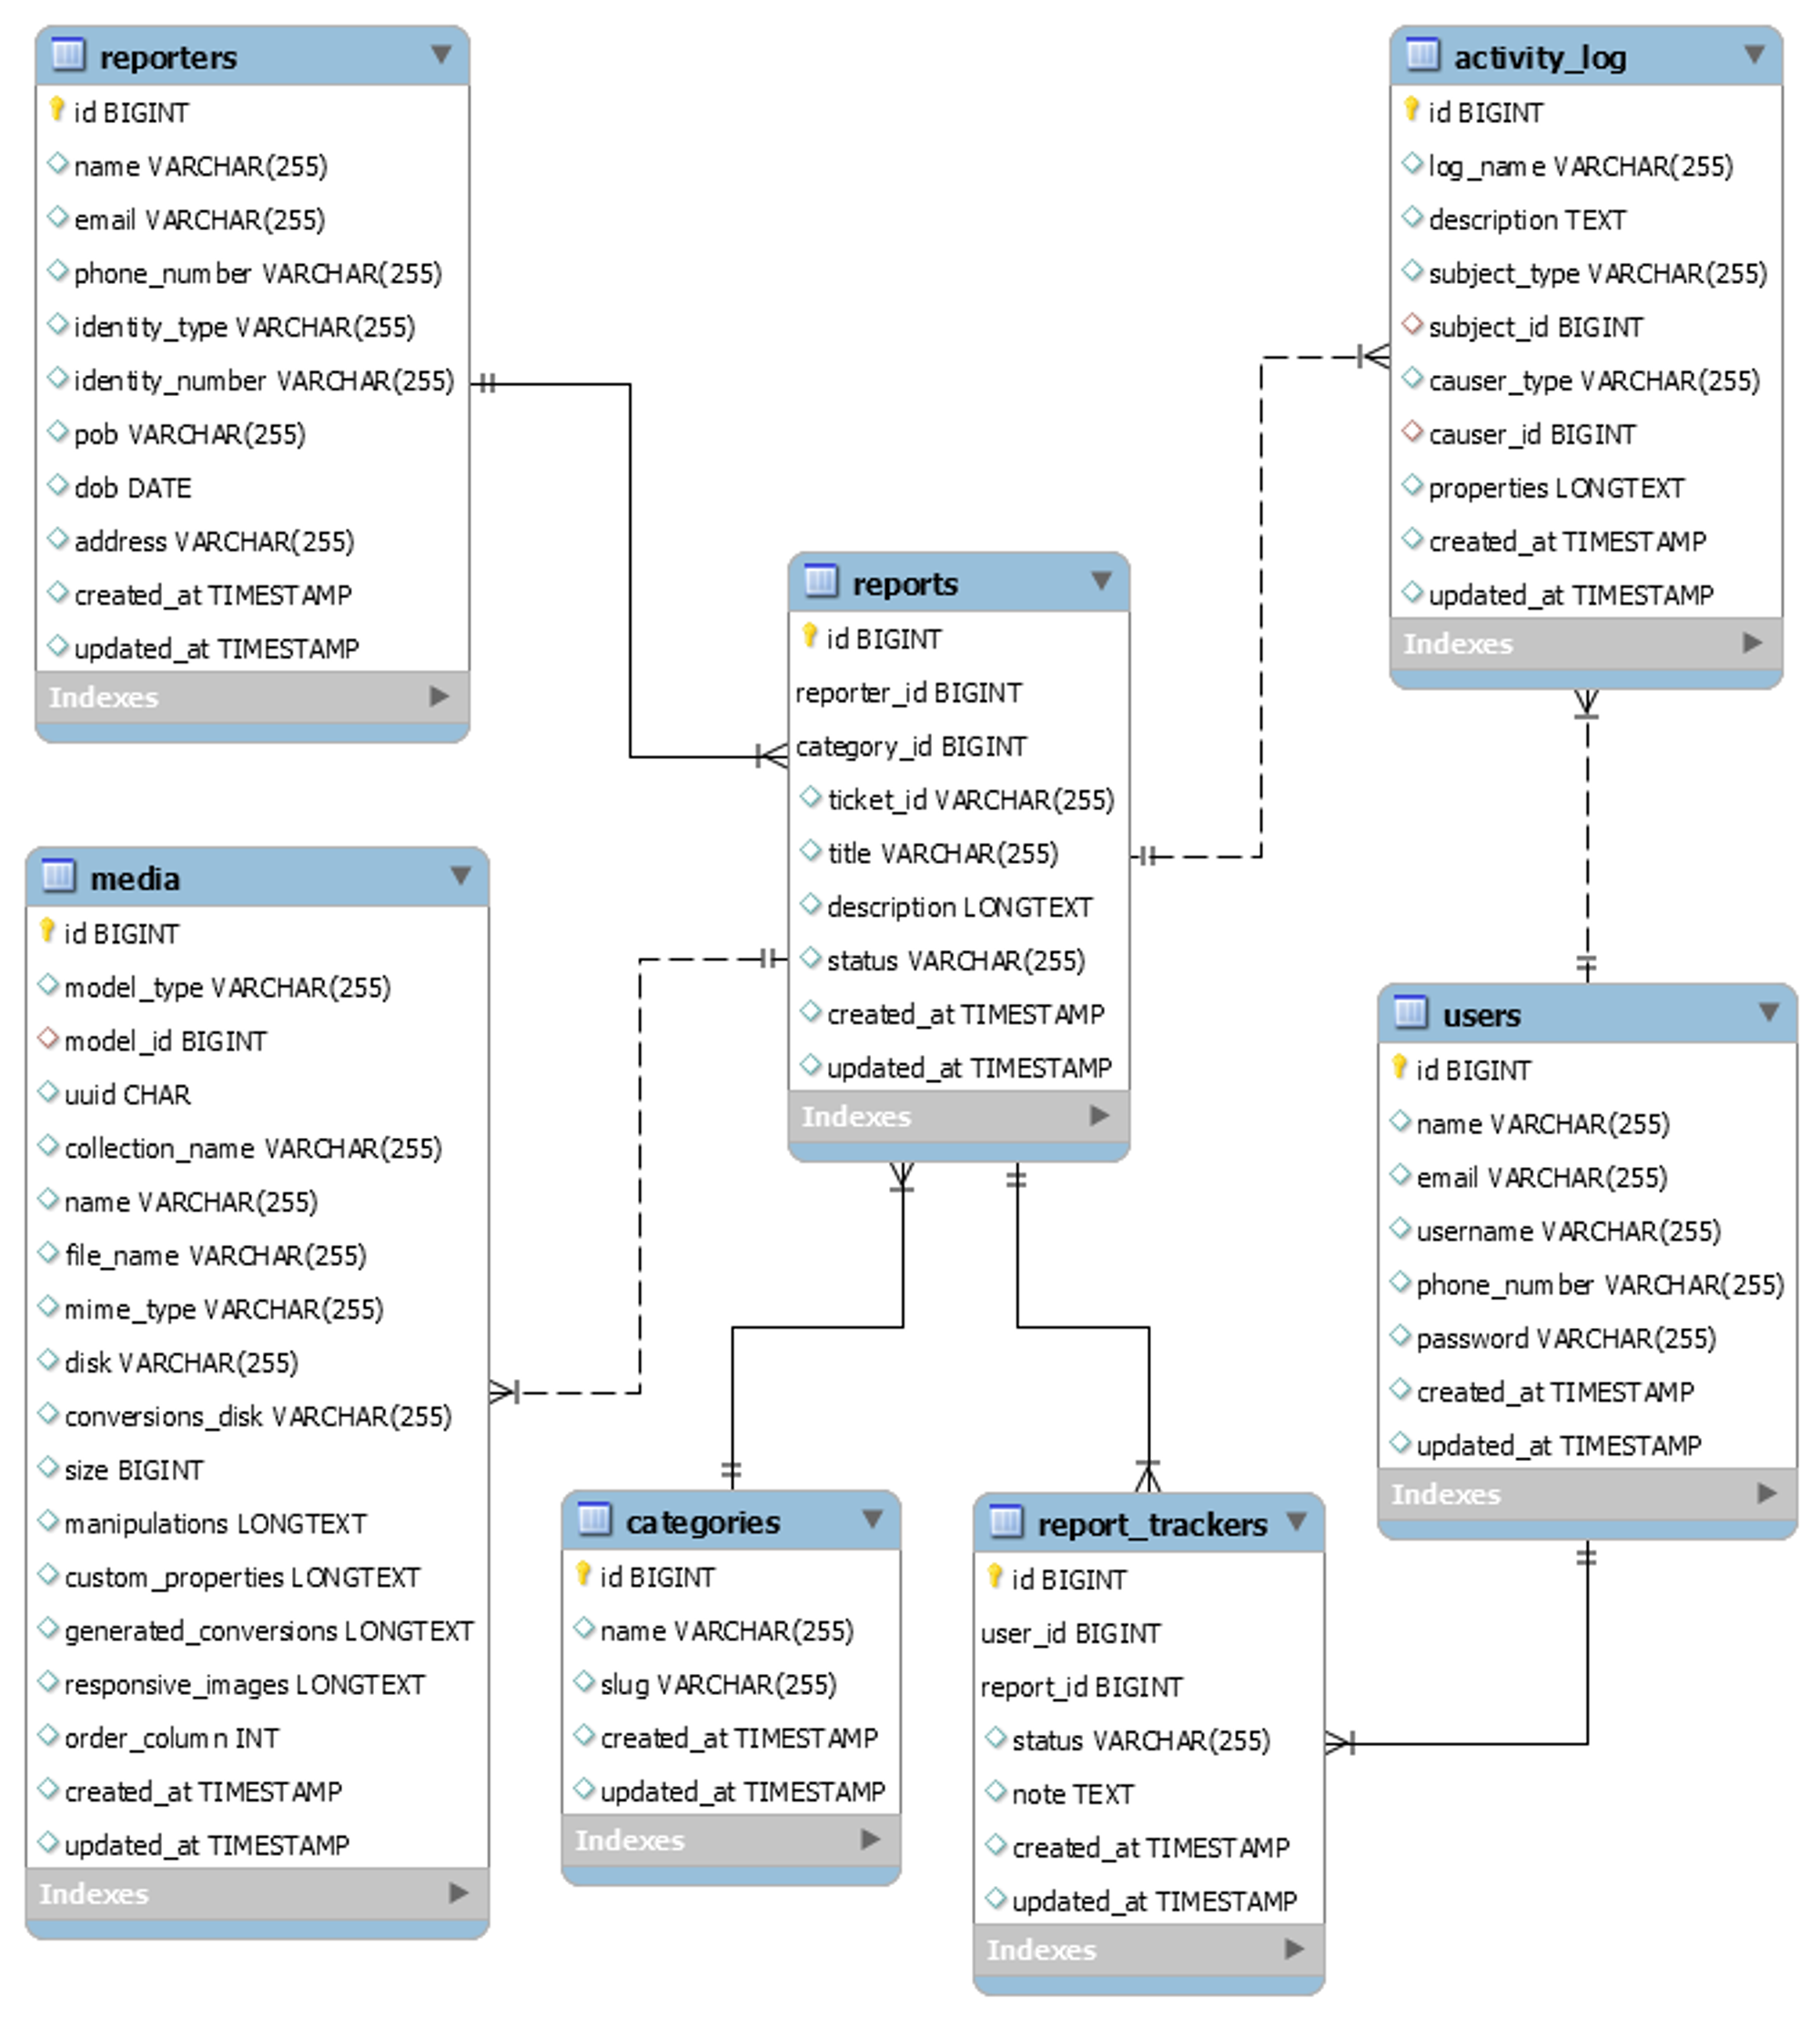 reporters
id BIGINT
name VARCHAR(255)
email VARCHAR(255)
phone_number VARCHAR(255)
identity_type VARCHAR(255)
identity_number VARCHAR(255)
pob VARCHAR(255)
dob DATE
address VARCHAR(255)
created_at TIMESTAMP
updated_at TIMESTAMP
Indexes
activity_log
id BIGINT
log_name VARCHAR(255)
description TEXT
subject_type VARCHAR(255)
subject_id BIGINT
causer_type VARCHAR(255)
causer_id BIGINT
properties LONGTEXT
created_at TIMESTAMP
updated_at TIMESTAMP
Indexes
reports
id BIGINT
reporter_id BIGINT
category_id BIGINT
ticket_id VARCHAR(255)
title VARCHAR(255)
description LONGTEXT
status VARCHAR(255)
created_at TIMESTAMP
updated_at TIMESTAMP
Indexes
media
id BIGINT
model_type VARCHAR(255)
model_id BIGINT
uuid CHAR
collection_name VARCHAR(255)
name VARCHAR(255)
file_name VARCHAR(255)
mime_type VARCHAR(255)
disk VARCHAR(255)
conversions_disk VARCHAR(255)
size BIGINT
manipulations LONGTEXT
custom_properties LONGTEXT
generated_conversions LONGTEXT
responsive_images LONGTEXT
order_column INT
created_at TIMESTAMP
updated_at TIMESTAMP
Indexes
users
id BIGINT
name VARCHAR(255)
email VARCHAR(255)
username VARCHAR(255)
phone_number VARCHAR(255)
password VARCHAR(255)
created_at TIMESTAMP
updated_at TIMESTAMP
Indexes
categories
id BIGINT
name VARCHAR(255)
slug VARCHAR(255)
created_at TIMESTAMP
updated_at TIMESTAMP
Indexes
report_trackers
id BIGINT
user_id BIGINT
report_id BIGINT
status VARCHAR(255)
note TEXT
created_at TIMESTAMP
updated_at TIMESTAMP
Indexes